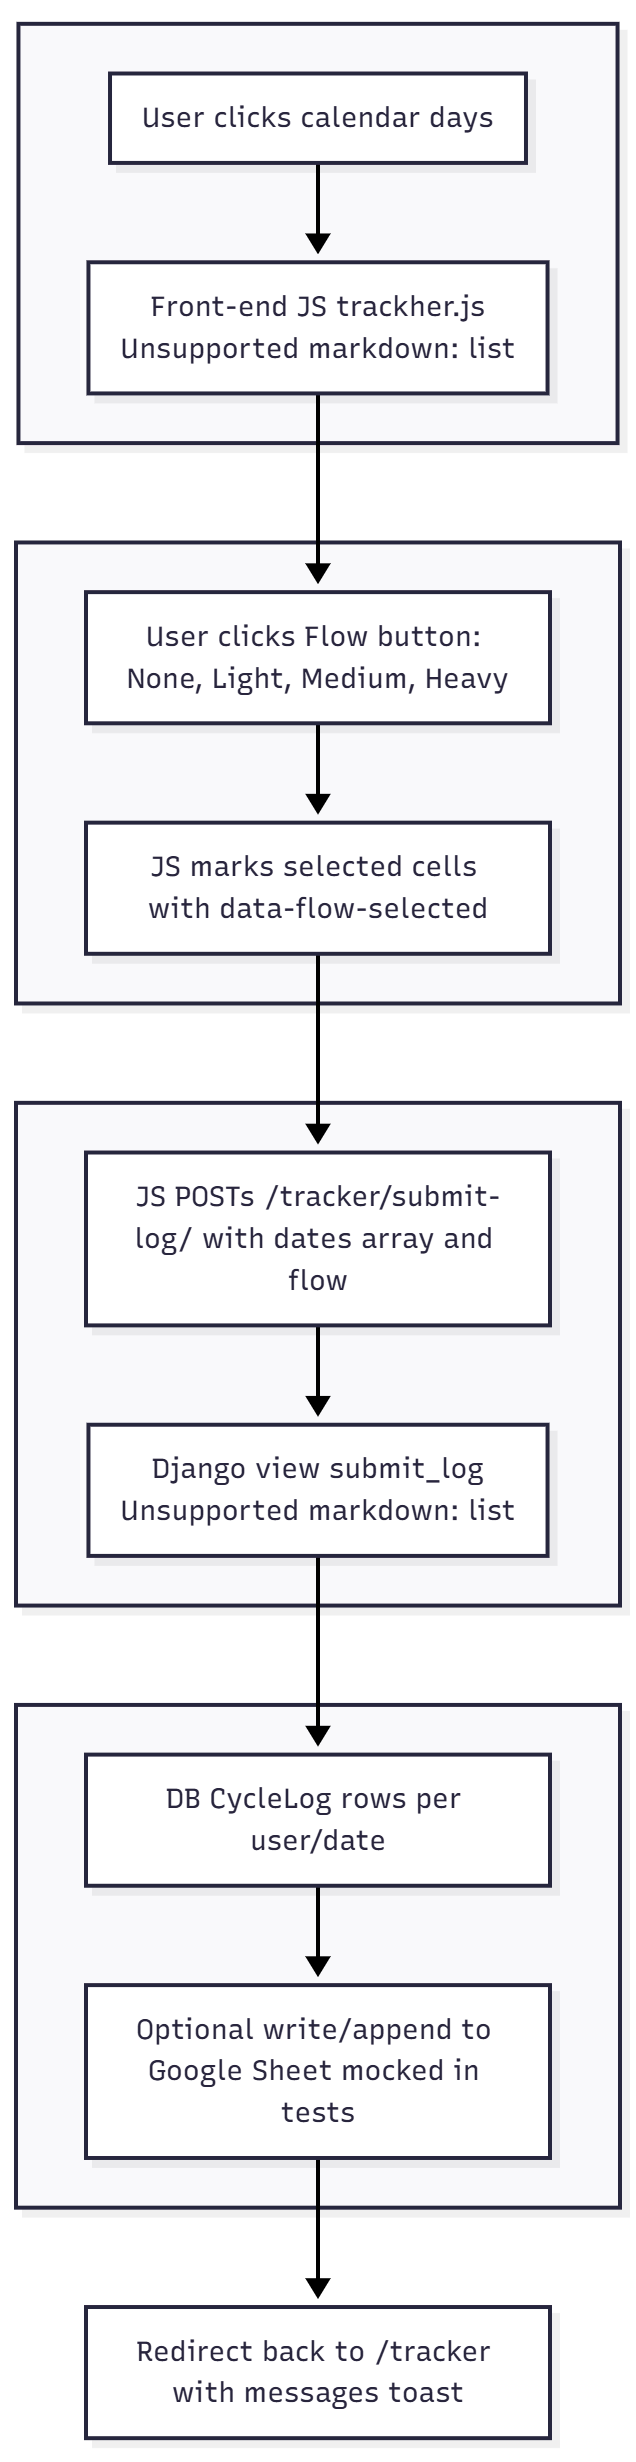 User clicks calendar days
Front-end JS trackher.js
Unsupported markdown: list
User clicks Flow button:
None, Light, Medium, Heavy
JS marks selected cells
with data-flow-selected
JS POSTs /tracker/submit-
log/ with dates array and
flow
Django view submit_log
Unsupported markdown: list
DB CycleLog rows per
user/date
Optional write/append to
Google Sheet mocked in
tests
Redirect back to /tracker
with messages toast